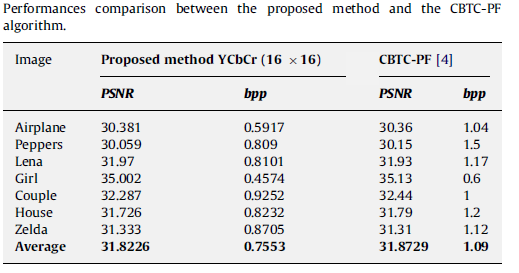 Performances comparison between the proposed method and the CBTC-PF
algorithm.
Image Proposed method YCbCr (16 ×16) CBTC-PF [4]
PSNR bpp PSNR bpp
Airplane 30.381 0.5917 30.36 1.04
Peppers 30.059 0.809 30.15 1.5
Lena 31.97 0.8101 31.93 1.17
Girl 35.002 0.4574 35.13 0.6
Couple 32.287 0.9252 32.44 1
House 31.726 0.8232 31.79 1.2
Zelda 31.333 0.8705 31.31 1.12
Average 31.8226 0.7553 31.8729 1.09